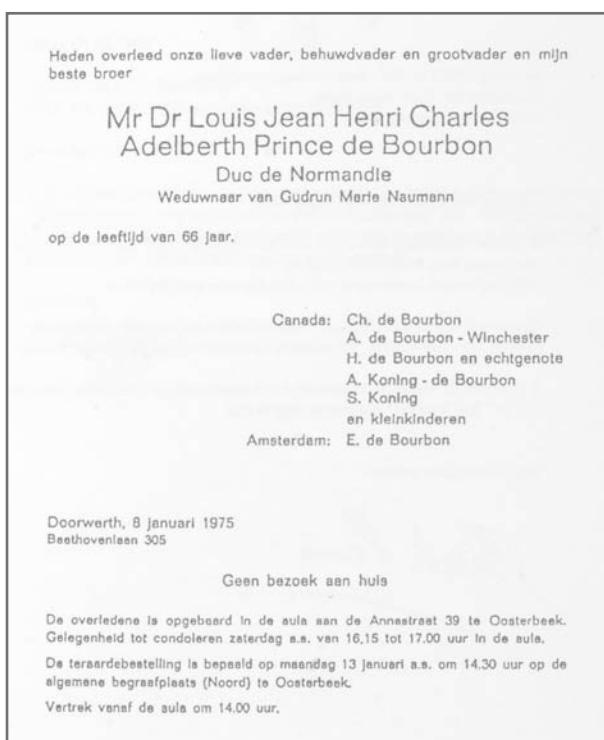 Heden overleed onze lieve vader, behuwdvader en grootvader en mijn
beste broer
Mr Dr Louis Jean Henri Charles
Adelberth Prince de Bourbon
Duc de Normandie
Weduwnaar van Gudrun Marie Naumann
op de leeftijd van 66 jaar.
Canada: Ch. de Bourbon
A. de Bourbon - Winchester
H. de Bourbon en echtgenote
A. Koning - de Bourbon
S. Koning
en kleinkinderen
Amsterdam: E. de Bourbon
Doorwerth, 8 januari 1975
Beethovenlaan 305
Geen bezoek aan huis
De overledene is opgebaard in de aula aan de Annastraat 39 te Oosterbeek.
Gelegenheid tot condoleren zaterdag a.s. van 16.15 tot 17.00 uur in de aula.
De teraardebestelling is bepaald op maandag 13 januari a.s. om 14.30 uur op de
algemene begraafplaats (Noord) te Oosterbeek.
Vertrek vanaf de aula om 14.00 uur.